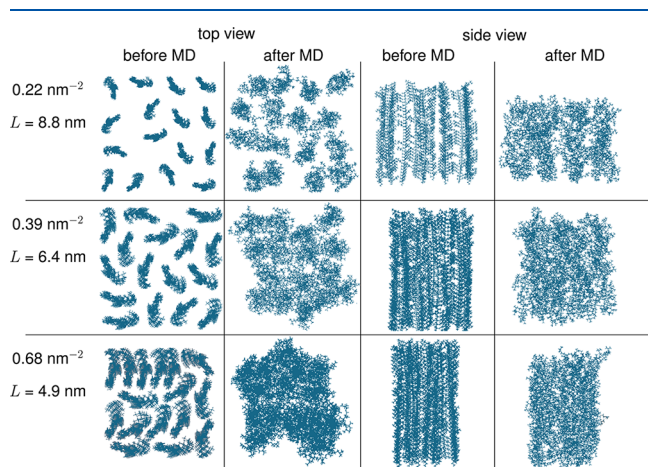 top view side view
before MD after MD before MD after MD
0.22 nm⁻²
L = 8.8 nm
0.39 nm⁻²
L = 6.4 nm
0.68 nm⁻²
L = 4.9 nm